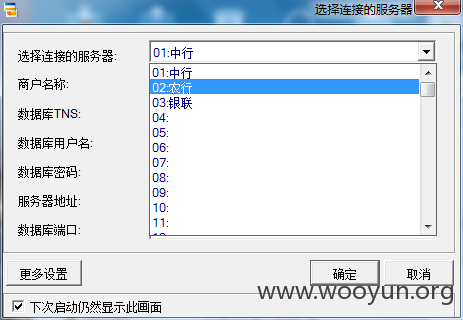 选择连接的服务器
选择连接的服务器:
01:中行
01:中行
02:农行
03:银联
04:
05:
06:
07:
08:
09:
10:
11:
商户名称:
数据库TNS:
数据库用户名:
数据库密码:
服务器地址:
数据库端口:
更多设置
确定
取消
www.wooyun.org
下次启动仍然显示此画面